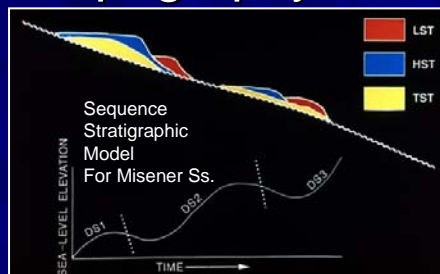 LST
HST
TST
Sequence
Stratigraphic
Model
For Misener Ss.
SEA-LEVEL ELEVATION
DS1
DS2
DS3
TIME